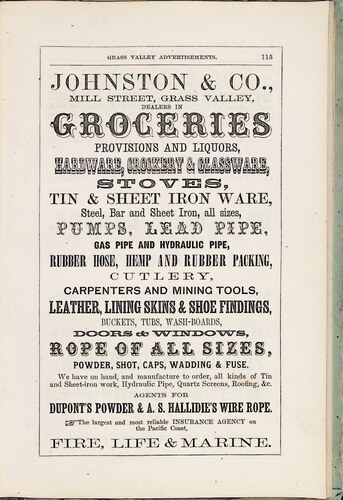 GRASS VALLEY ADVERTISEMENTS. 115
JOHNSTON & CO.,
MILL STREET, GRASS VALLEY,
DEALERS IN
GROCERIES
PROVISIONS AND LIQUORS,
HARDWARE, CROCKERY & GLASSWARE,
STOVES,
TIN & SHEET IRON WARE,
Steel, Bar and Sheet Iron, all sizes,
PUMPS, LEAD PIPE,
GAS PIPE AND HYDRAULIC PIPE,
RUBBER HOSE, HEMP AND RUBBER PACKING,
CUTLERY,
CARPENTERS AND MINING TOOLS,
LEATHER, LINING SKINS & SHOE FINDINGS,
BUCKETS, TUBS, WASH-BOARDS,
DOORS & WINDOWS,
ROPE OF ALL SIZES,
POWDER, SHOT, CAPS, WADDING & FUSE.
We have on hand, and manufacture to order, all kinds of Tin
and Sheet-iron work, Hydraulic Pipe, Quartz Screens, Roofing, &c.
AGENTS FOR
DUPONT'S POWDER & A. S. HALLIDIE'S WIRE ROPE.
☞The largest and most reliable INSURANCE AGENCY on
the Pacific Coast,
FIRE, LIFE & MARINE.